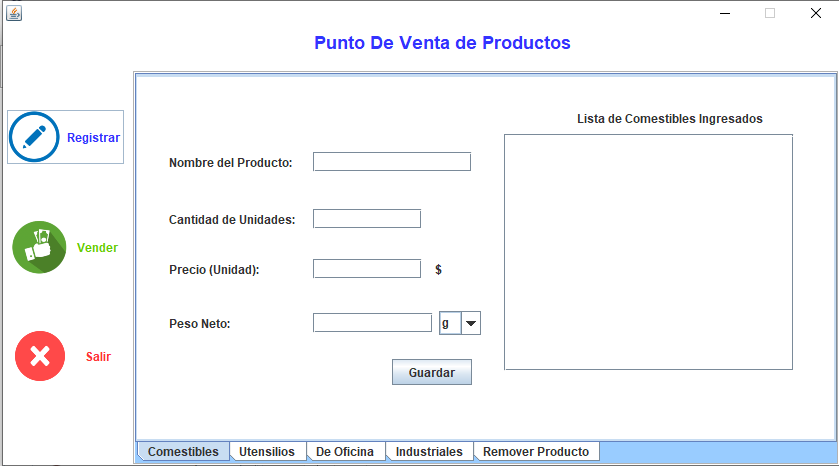 Punto De Venta de Productos
Registrar
Vender
Salir
Lista de Comestibles Ingresados
Nombre del Producto:
Cantidad de Unidades:
Precio (Unidad):
$
Peso Neto:
g
Guardar
Comestibles
Utensilios
De Oficina
Industriales
Remover Producto